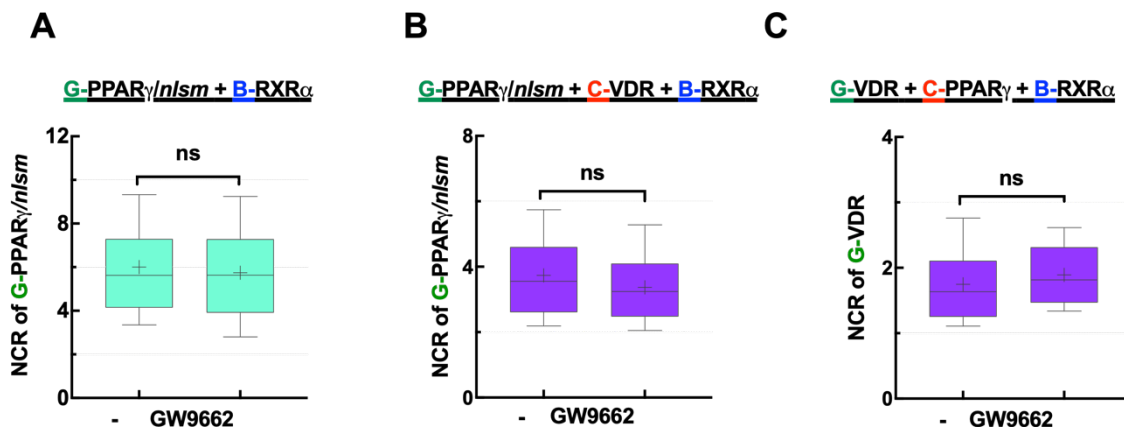 A
B
C
G-PPARγ/nlsm + B-RXRα
G-PPARγ/nlsm + C-VDR + B-RXRα
G-VDR + C-PPARγ + B-RXRα
NCR of G-PPARγ/nlsm
12
8
4
0
ns
- GW9662
NCR of G-PPARγ/nlsm
8
4
0
ns
- GW9662
NCR of G-VDR
4
2
0
ns
- GW9662